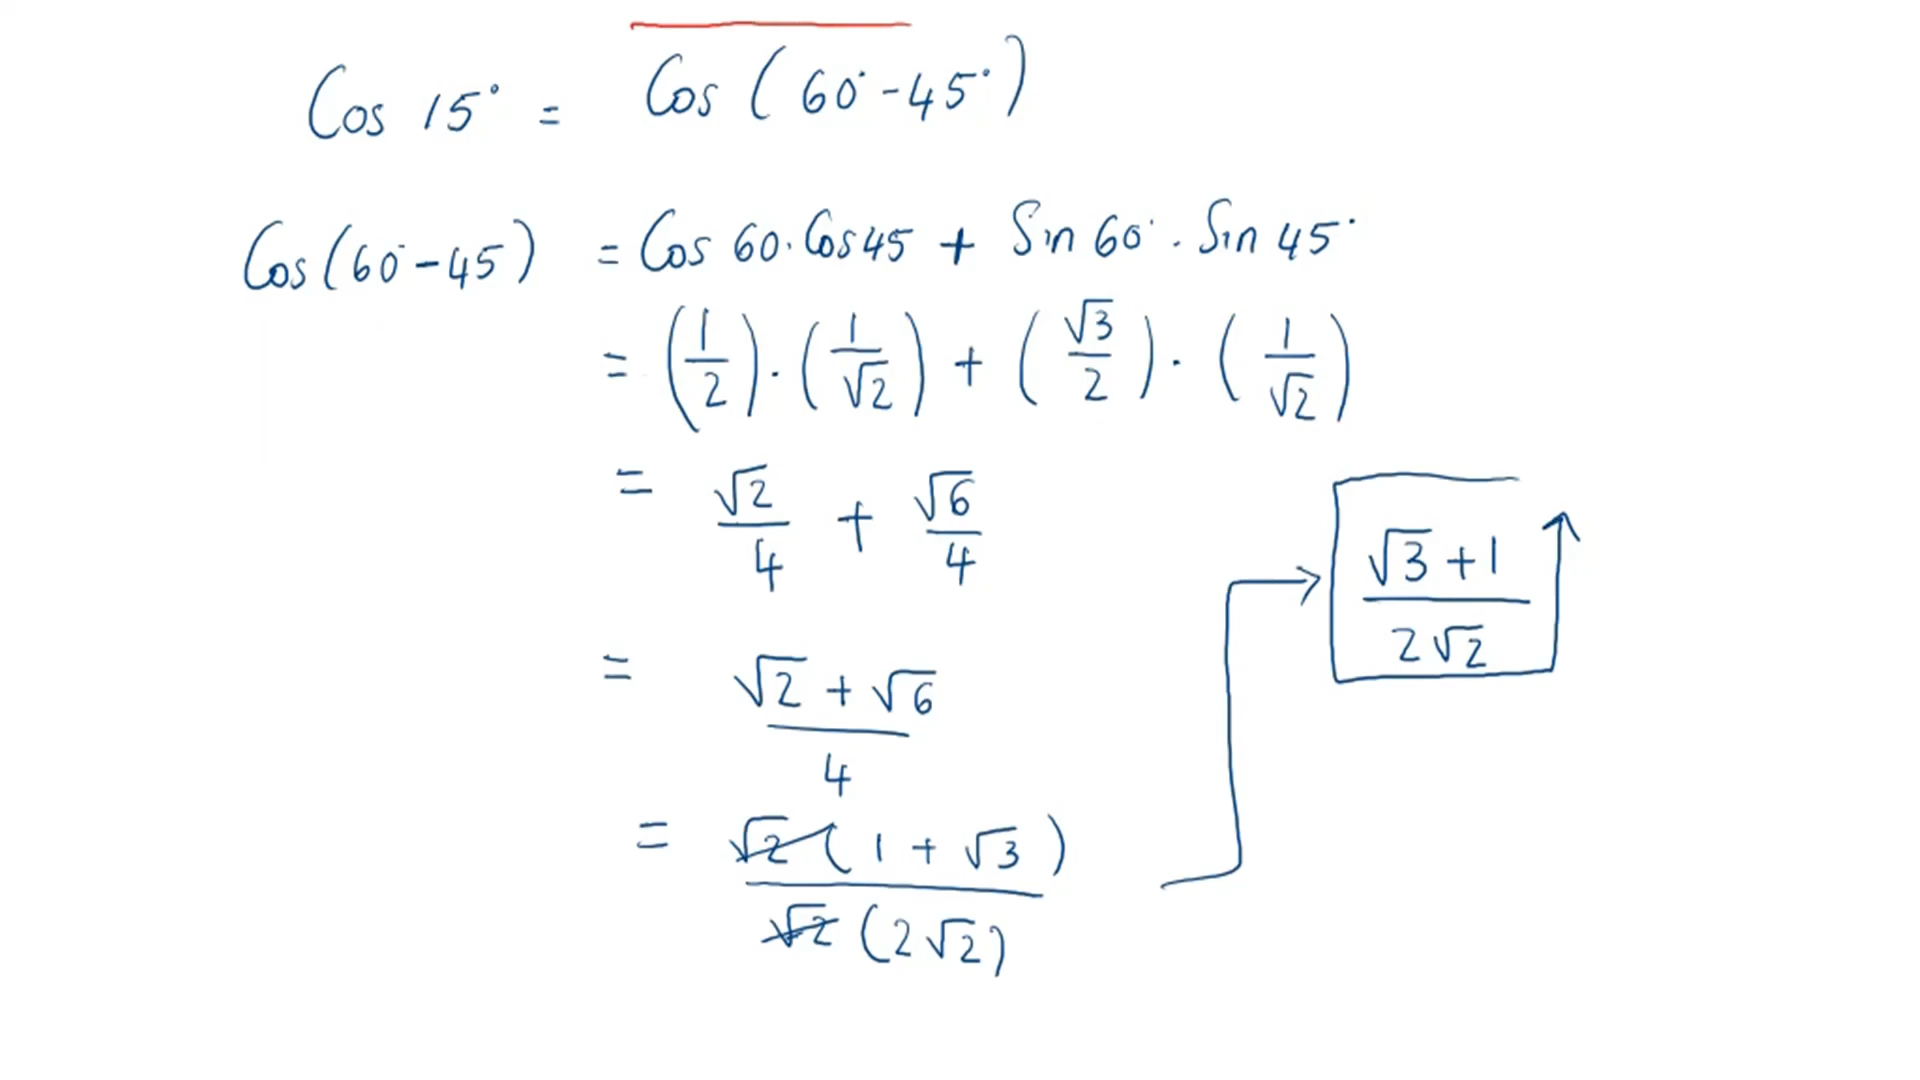 Cos 15° = Cos (60° - 45°)
Cos(60° - 45) = Cos 60 · Cos 45 + Sin 60° · Sin 45°
= (1/2) · (1/√2) + (√3/2) · (1/√2)
= √2/4 + √6/4
= (√2 + √6)/4
= √2(1 + √3)/√2(2√2)
(√3 + 1)/2√2